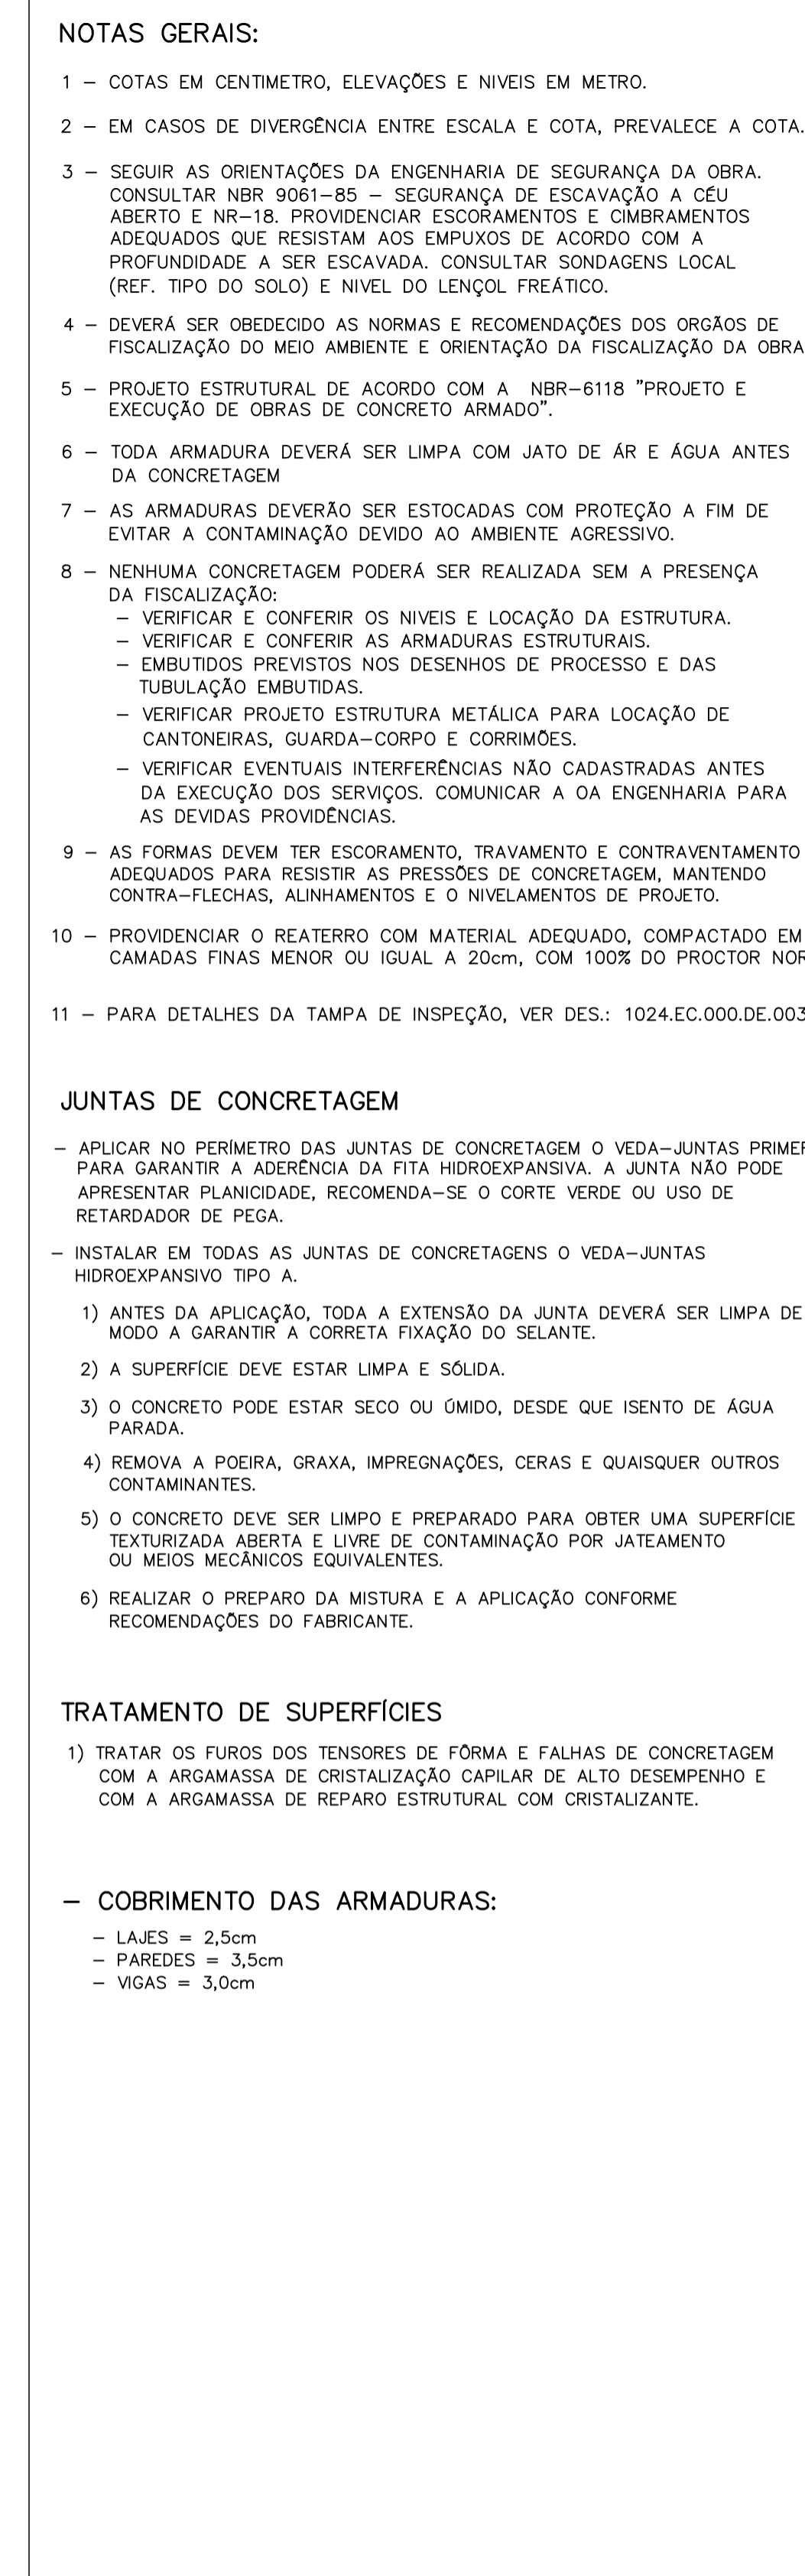 NOTAS GERAIS:
1 – COTAS EM CENTIMETRO, ELEVAÇÕES E NIVEIS EM METRO.
2 – EM CASOS DE DIVERGÊNCIA ENTRE ESCALA E COTA, PREVALECE A COTA.
3 – SEGUIR AS ORIENTAÇÕES DA ENGENHARIA DE SEGURANÇA DA OBRA.
CONSULTAR NBR 9061–85 – SEGURANÇA DE ESCAVAÇÃO A CÉU
ABERTO E NR–18. PROVIDENCIAR ESCORAMENTOS E CIMBRAMENTOS
ADEQUADOS QUE RESISTAM AOS EMPUXOS DE ACORDO COM A
PROFUNDIDADE A SER ESCAVADA. CONSULTAR SONDAGENS LOCAL
(REF. TIPO DO SOLO) E NIVEL DO LENÇOL FREÁTICO.
4 – DEVERÁ SER OBEDECIDO AS NORMAS E RECOMENDAÇÕES DOS ORGÃOS DE
FISCALIZAÇÃO DO MEIO AMBIENTE E ORIENTAÇÃO DA FISCALIZAÇÃO DA OBRA
5 – PROJETO ESTRUTURAL DE ACORDO COM A NBR–6118 "PROJETO E
EXECUÇÃO DE OBRAS DE CONCRETO ARMADO".
6 – TODA ARMADURA DEVERÁ SER LIMPA COM JATO DE ÁR E ÁGUA ANTES
DA CONCRETAGEM
7 – AS ARMADURAS DEVERÃO SER ESTOCADAS COM PROTEÇÃO A FIM DE
EVITAR A CONTAMINAÇÃO DEVIDO AO AMBIENTE AGRESSIVO.
8 – NENHUMA CONCRETAGEM PODERÁ SER REALIZADA SEM A PRESENÇA
DA FISCALIZAÇÃO:
– VERIFICAR E CONFERIR OS NIVEIS E LOCAÇÃO DA ESTRUTURA.
– VERIFICAR E CONFERIR AS ARMADURAS ESTRUTURAIS.
– EMBUTIDOS PREVISTOS NOS DESENHOS DE PROCESSO E DAS
TUBULAÇÃO EMBUTIDAS.
– VERIFICAR PROJETO ESTRUTURA METÁLICA PARA LOCAÇÃO DE
CANTONEIRAS, GUARDA–CORPO E CORRIMÕES.
– VERIFICAR EVENTUAIS INTERFERÊNCIAS NÃO CADASTRADAS ANTES
DA EXECUÇÃO DOS SERVIÇOS. COMUNICAR A OA ENGENHARIA PARA
AS DEVIDAS PROVIDÊNCIAS.
9 – AS FORMAS DEVEM TER ESCORAMENTO, TRAVAMENTO E CONTRAVENTAMENTO
ADEQUADOS PARA RESISTIR AS PRESSÕES DE CONCRETAGEM, MANTENDO
CONTRA–FLECHAS, ALINHAMENTOS E O NIVELAMENTOS DE PROJETO.
10 – PROVIDENCIAR O REATERRO COM MATERIAL ADEQUADO, COMPACTADO EM
CAMADAS FINAS MENOR OU IGUAL A 20cm, COM 100% DO PROCTOR NOR
11 – PARA DETALHES DA TAMPA DE INSPEÇÃO, VER DES.: 1024.EC.000.DE.003
JUNTAS DE CONCRETAGEM
– APLICAR NO PERÍMETRO DAS JUNTAS DE CONCRETAGEM O VEDA–JUNTAS PRIMER
PARA GARANTIR A ADERÊNCIA DA FITA HIDROEXPANSIVA. A JUNTA NÃO PODE
APRESENTAR PLANICIDADE, RECOMENDA–SE O CORTE VERDE OU USO DE
RETARDADOR DE PEGA.
– INSTALAR EM TODAS AS JUNTAS DE CONCRETAGENS O VEDA–JUNTAS
HIDROEXPANSIVO TIPO A.
1) ANTES DA APLICAÇÃO, TODA A EXTENSÃO DA JUNTA DEVERÁ SER LIMPA DE
MODO A GARANTIR A CORRETA FIXAÇÃO DO SELANTE.
2) A SUPERFÍCIE DEVE ESTAR LIMPA E SÓLIDA.
3) O CONCRETO PODE ESTAR SECO OU ÚMIDO, DESDE QUE ISENTO DE ÁGUA
PARADA.
4) REMOVA A POEIRA, GRAXA, IMPREGNAÇÕES, CERAS E QUAISQUER OUTROS
CONTAMINANTES.
5) O CONCRETO DEVE SER LIMPO E PREPARADO PARA OBTER UMA SUPERFÍCIE
TEXTURIZADA ABERTA E LIVRE DE CONTAMINAÇÃO POR JATEAMENTO
OU MEIOS MECÂNICOS EQUIVALENTES.
6) REALIZAR O PREPARO DA MISTURA E A APLICAÇÃO CONFORME
RECOMENDAÇÕES DO FABRICANTE.
TRATAMENTO DE SUPERFÍCIES
1) TRATAR OS FUROS DOS TENSORES DE FÔRMA E FALHAS DE CONCRETAGEM
COM A ARGAMASSA DE CRISTALIZAÇÃO CAPILAR DE ALTO DESEMPENHO E
COM A ARGAMASSA DE REPARO ESTRUTURAL COM CRISTALIZANTE.
– COBRIMENTO DAS ARMADURAS:
– LAJES = 2,5cm
– PAREDES = 3,5cm
– VIGAS = 3,0cm